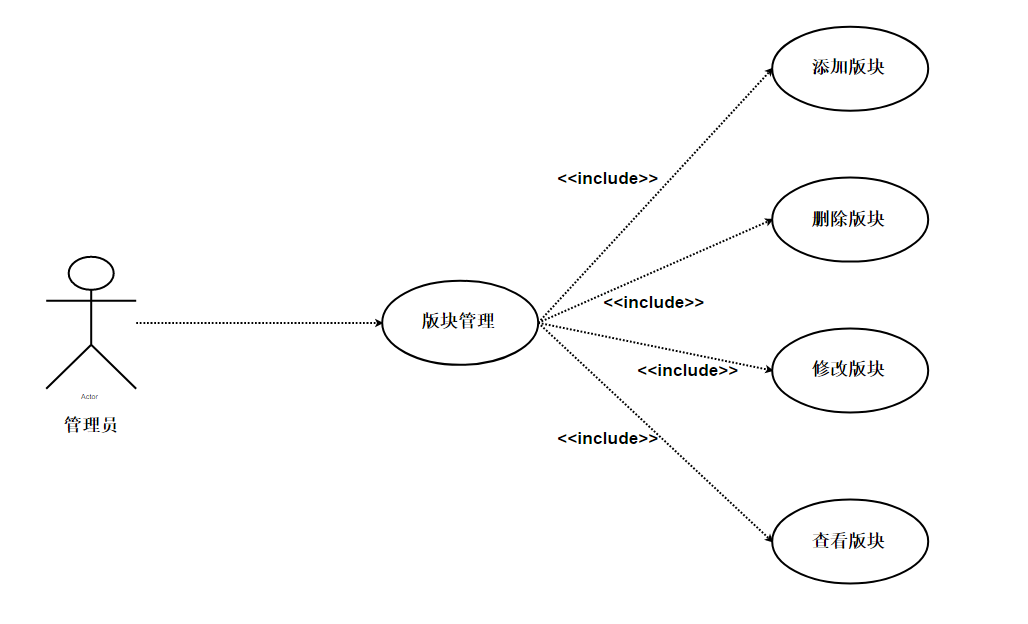 添加版块
<<include>>
删除版块
<<include>>
版块管理
<<include>>
修改版块
Actor
管理员
<<include>>
查看版块